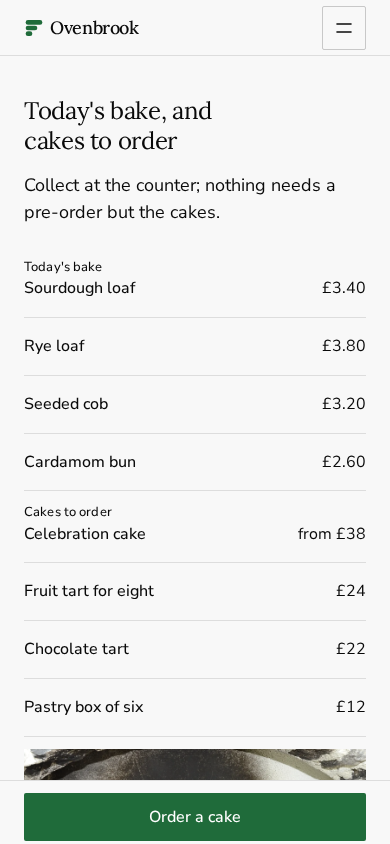 Ovenbrook
Today's bake, and
cakes to order
Collect at the counter; nothing needs a
pre-order but the cakes.
Today's bake
Sourdough loaf £3.40
Rye loaf £3.80
Seeded cob £3.20
Cardamom bun £2.60
Cakes to order
Celebration cake from £38
Fruit tart for eight £24
Chocolate tart £22
Pastry box of six £12
Order a cake